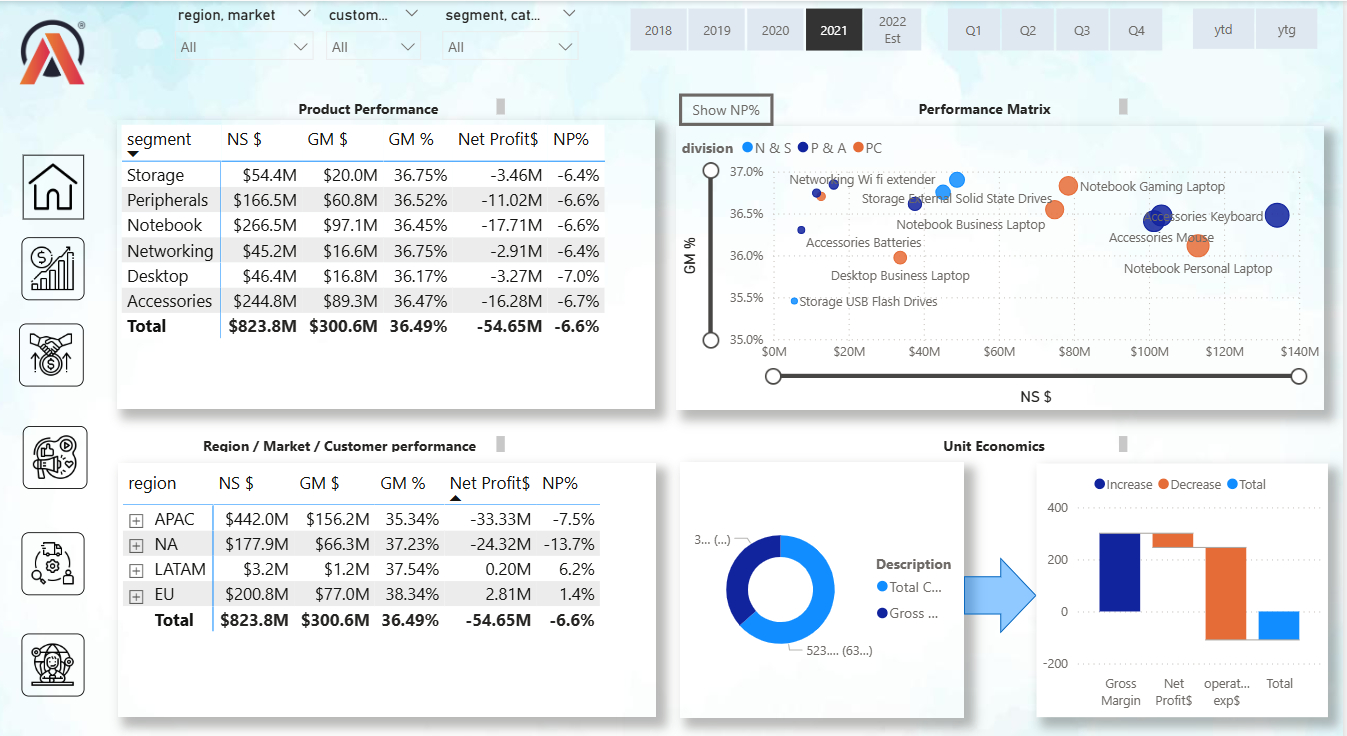 region, market custom... segment, cat...
All All All
2018 2019 2020 2021 2022 Est Q1 Q2 Q3 Q4 ytd ytg
Product Performance
segment NS $ GM $ GM % Net Profit$ NP%
Storage $54.4M $20.0M 36.75% -3.46M -6.4%
Peripherals $166.5M $60.8M 36.52% -11.02M -6.6%
Notebook $266.5M $97.1M 36.45% -17.71M -6.6%
Networking $45.2M $16.6M 36.75% -2.91M -6.4%
Desktop $46.4M $16.8M 36.17% -3.27M -7.0%
Accessories $244.8M $89.3M 36.47% -16.28M -6.7%
Total $823.8M $300.6M 36.49% -54.65M -6.6%
Show NP%
Performance Matrix
division N & S P & A PC
GM %
37.0%
36.5%
36.0%
35.5%
35.0%
Networking Wi fi extender
Notebook Gaming Laptop
Storage External Solid State Drives
Accessories Keyboard
Notebook Business Laptop
Accessories Mouse
Accessories Batteries
Notebook Personal Laptop
Desktop Business Laptop
Storage USB Flash Drives
$0M $20M $40M $60M $80M $100M $120M $140M
NS $
Region / Market / Customer performance
region NS $ GM $ GM % Net Profit$ NP%
APAC $442.0M $156.2M 35.34% -33.33M -7.5%
NA $177.9M $66.3M 37.23% -24.32M -13.7%
LATAM $3.2M $1.2M 37.54% 0.20M 6.2%
EU $200.8M $77.0M 38.34% 2.81M 1.4%
Total $823.8M $300.6M 36.49% -54.65M -6.6%
Unit Economics
3... (...)
523.... (63...)
Description
Total C...
Gross ...
Increase Decrease Total
400
200
0
-200
Gross Margin
Net Profit$
operat... exp$
Total